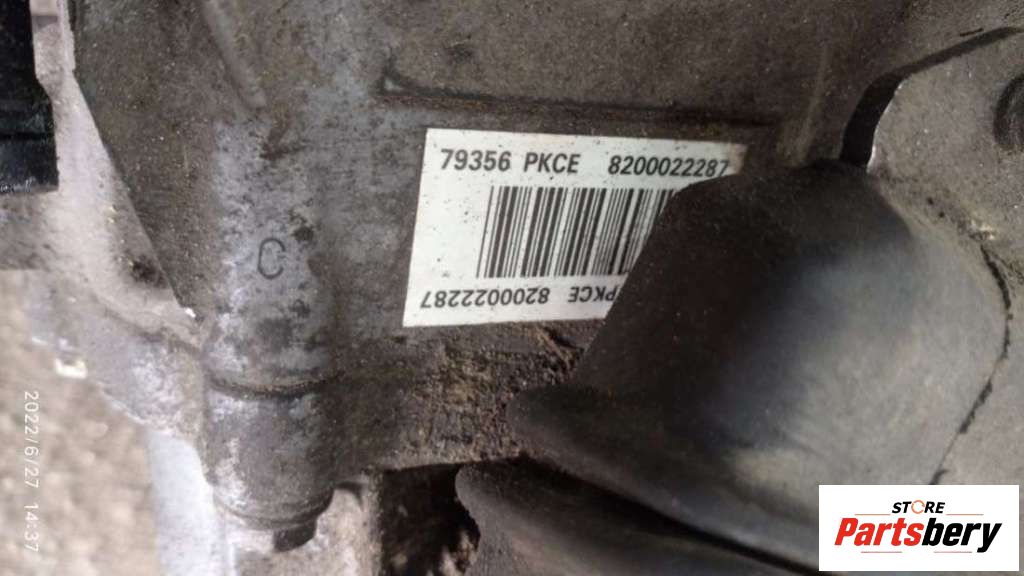 79356 PKCE 8200022287
PKCE 8200022287
C
2022/6/27 14:37
STORE
Partsbery